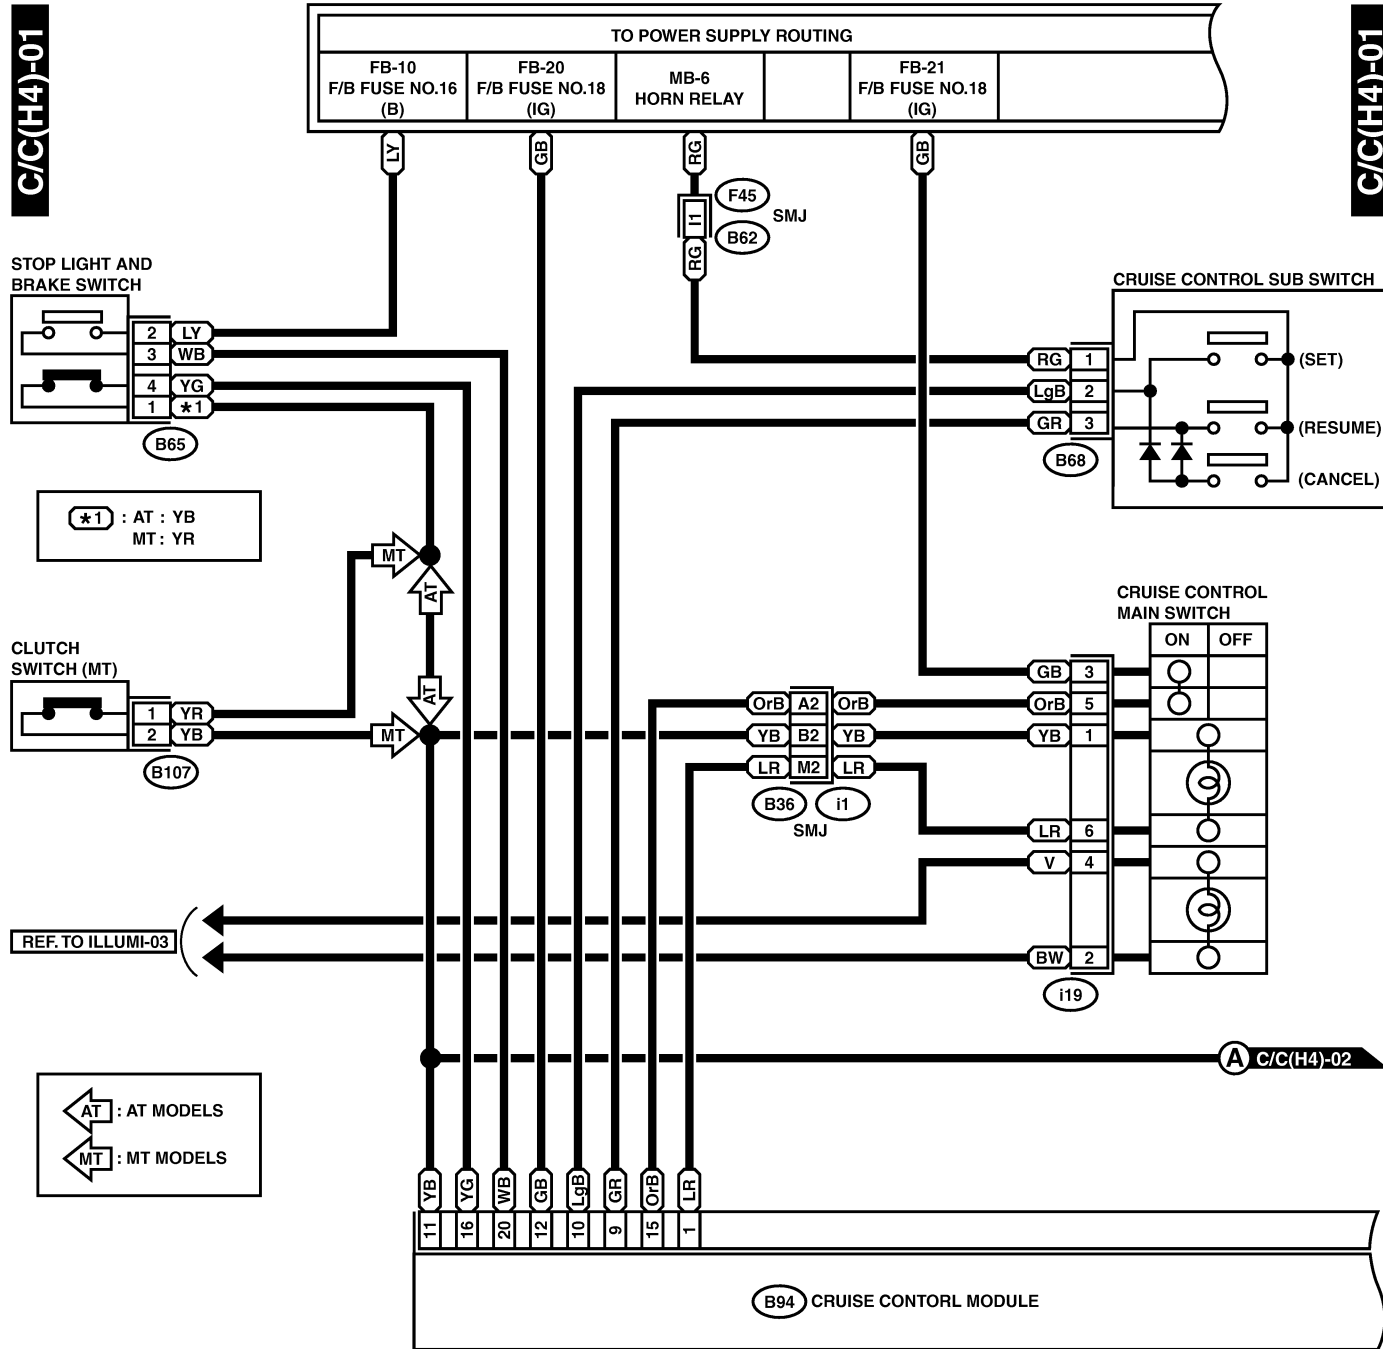 C/C(H4)-01
C/C(H4)-01
TO POWER SUPPLY ROUTING
FB-10
F/B FUSE NO.16
(B)
FB-20
F/B FUSE NO.18
(IG)
MB-6
HORN RELAY
FB-21
F/B FUSE NO.18
(IG)
LY
GB
RG
GB
I1
F45
B62
SMJ
RG
STOP LIGHT AND
BRAKE SWITCH
2 LY
3 WB
4 YG
1 *1
B65
*1 : AT : YB
MT : YR
CRUISE CONTROL SUB SWITCH
RG 1
LgB 2
GR 3
B68
(SET)
(RESUME)
(CANCEL)
MT
AT
AT
MT
CLUTCH
SWITCH (MT)
1 YR
2 YB
B107
CRUISE CONTROL
MAIN SWITCH
ON OFF
GB 3
OrB A2 OrB
OrB 5
YB B2 YB
YB 1
LR M2 LR
B36 i1
SMJ
LR 6
V 4
BW 2
i19
REF. TO ILLUMI-03
A C/C(H4)-02
AT : AT MODELS
MT : MT MODELS
YB YG WB GB LgB GR OrB LR
11 16 20 12 10 9 15 1
B94 CRUISE CONTORL MODULE